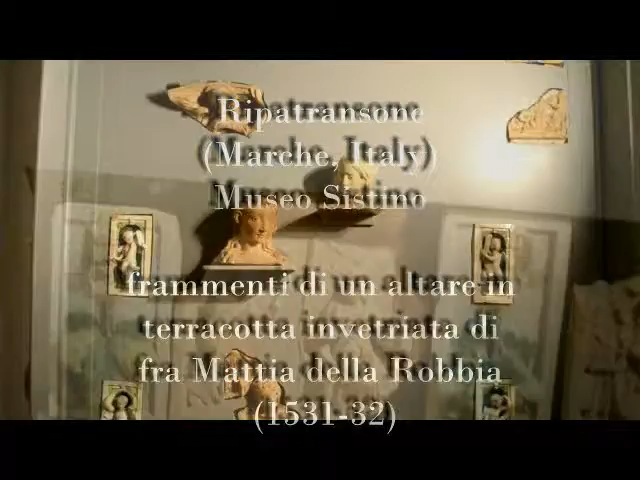 Ripatransone
(Marche, Italy)
Museo Sistino
frammenti di un altare in
terracotta invetriata di
fra Mattia della Robbia
(1531-32)